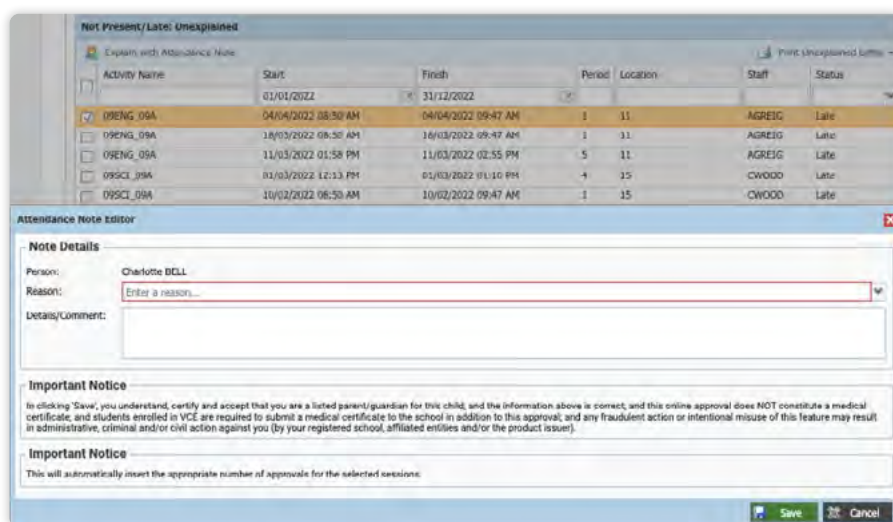 Not Present/Late: Unexplained
Explain with Attendance Note
Print Unexplained Letter
Activity Name Start Finish Period Location Staff Status
01/01/2022 31/12/2022
09ENG_09A 04/04/2022 08:50 AM 04/04/2022 09:47 AM 1 11 AGREIG Late
09ENG_09A 18/03/2022 08:50 AM 18/03/2022 09:47 AM 1 11 AGREIG Late
09ENG_09A 11/03/2022 01:58 PM 11/03/2022 02:55 PM 5 11 AGREIG Late
09SCI_09A 01/03/2022 12:13 PM 01/03/2022 01:10 PM 4 15 CWOOD Late
09SCI_09A 10/02/2022 08:50 AM 10/02/2022 09:47 AM 1 15 CWOOD Late
Attendance Note Editor
Note Details
Person: Charlotte BELL
Reason: Enter a reason...
Details/Comment:
Important Notice
In clicking 'Save', you understand, certify and accept that you are a listed parent/guardian for this child, and the information above is correct, and this online approval does NOT constitute a medical
certificate, and students enrolled in VCE are required to submit a medical certificate to the school in addition to this approval; and any fraudulent action or intentional misuse of this feature may result
in administrative, criminal and/or civil action against you (by your registered school, affiliated entities and/or the product issuer).
Important Notice
This will automatically insert the appropriate number of approvals for the selected sessions
Save Cancel